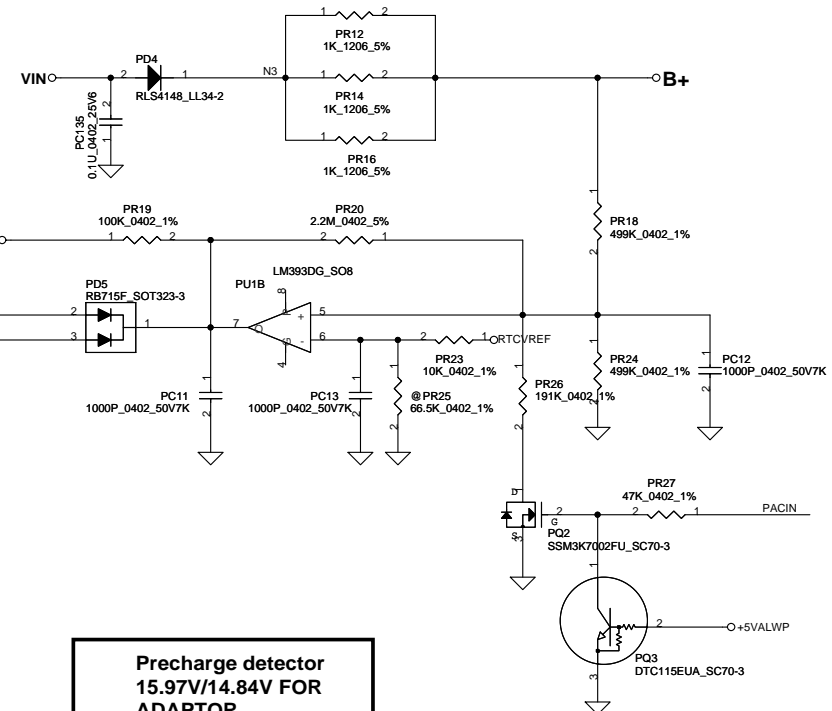 1 2
PR12
1K_1206_5%
PD4
VIN 2 1 N3 1 2 B+
RLS4148_LL34-2
PR14
1K_1206_5%
PC135
0.1U_0402_25V6
2
1
1 2
PR16
1K_1206_5%
PR19
100K_0402_1%
1 2
PR20
2.2M_0402_5%
2 1
1
PR18
499K_0402_1%
2
LM393DG_SO8
PD5
RB715F_SOT323-3
PU1B
8
P
2 1 7 O + 5
3 - 6
G
4
2 1 RTCVREF
PR23
10K_0402_1%
1
PC11
1000P_0402_50V7K
2
1
PC13
1000P_0402_50V7K
2
1
@PR25
66.5K_0402_1%
2
1
PR26
191K_0402_1%
2
1
PR24
499K_0402_1%
2
1
PC12
1000P_0402_50V7K
2
PR27
47K_0402_1%
D 1
2 2 1 PACIN
G
S 3
PQ2
SSM3K7002FU_SC70-3
1
2 +5VALWP
PQ3
DTC115EUA_SC70-3
3
Precharge detector
15.97V/14.84V FOR
ADAPTOR